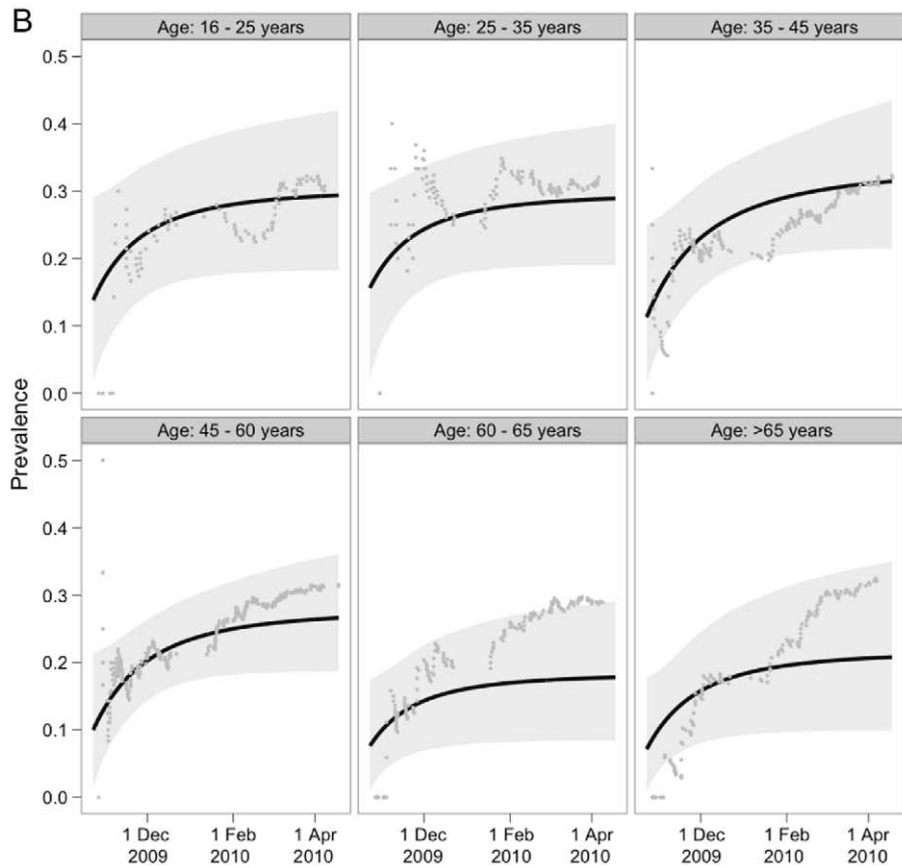 B
Age: 16 - 25 years
Age: 25 - 35 years
Age: 35 - 45 years
0.5
0.4
0.3
0.2
0.1
0.0
Prevalence
Age: 45 - 60 years
Age: 60 - 65 years
Age: >65 years
0.5
0.4
0.3
0.2
0.1
0.0
1 Dec 1 Feb 1 Apr
2009 2010 2010
1 Dec 1 Feb 1 Apr
2009 2010 2010
1 Dec 1 Feb 1 Apr
2009 2010 2010